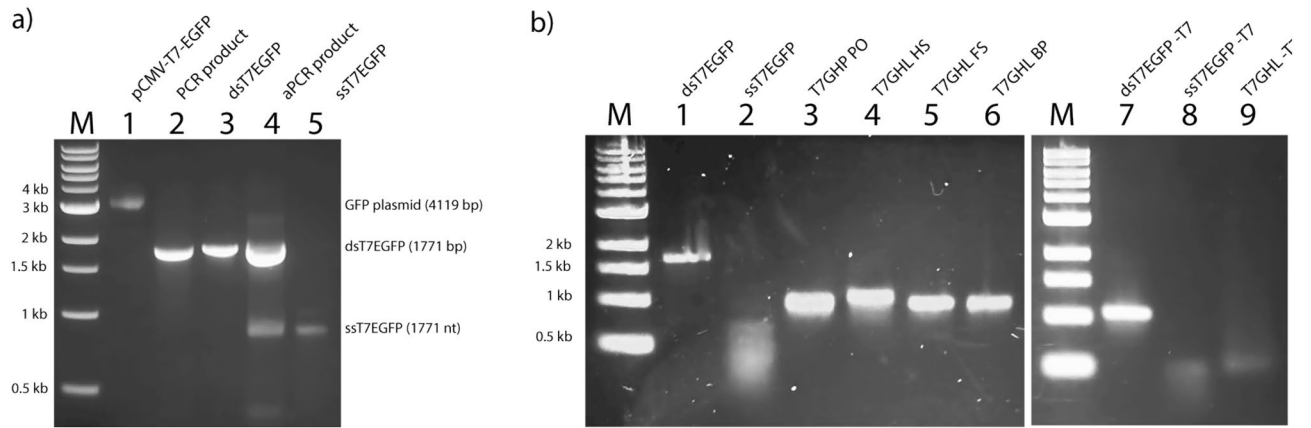 a)
pCMV-T7-EGFP
PCR product
dsT7EGFP
aPCR product
ssT7EGFP
M 1 2 3 4 5
4 kb
3 kb
2 kb
1.5 kb
1 kb
0.5 kb
GFP plasmid (4119 bp)
dsT7EGFP (1771 bp)
ssT7EGFP (1771 nt)
b)
dsT7EGFP
ssT7EGFP
T7GHP PO
T7GHL HS
T7GHL FS
T7GHL BP
M 1 2 3 4 5 6
2 kb
1.5 kb
1 kb
0.5 kb
dsT7EGFP -T7
ssT7EGFP -T7
T7GHL -T7
M 7 8 9